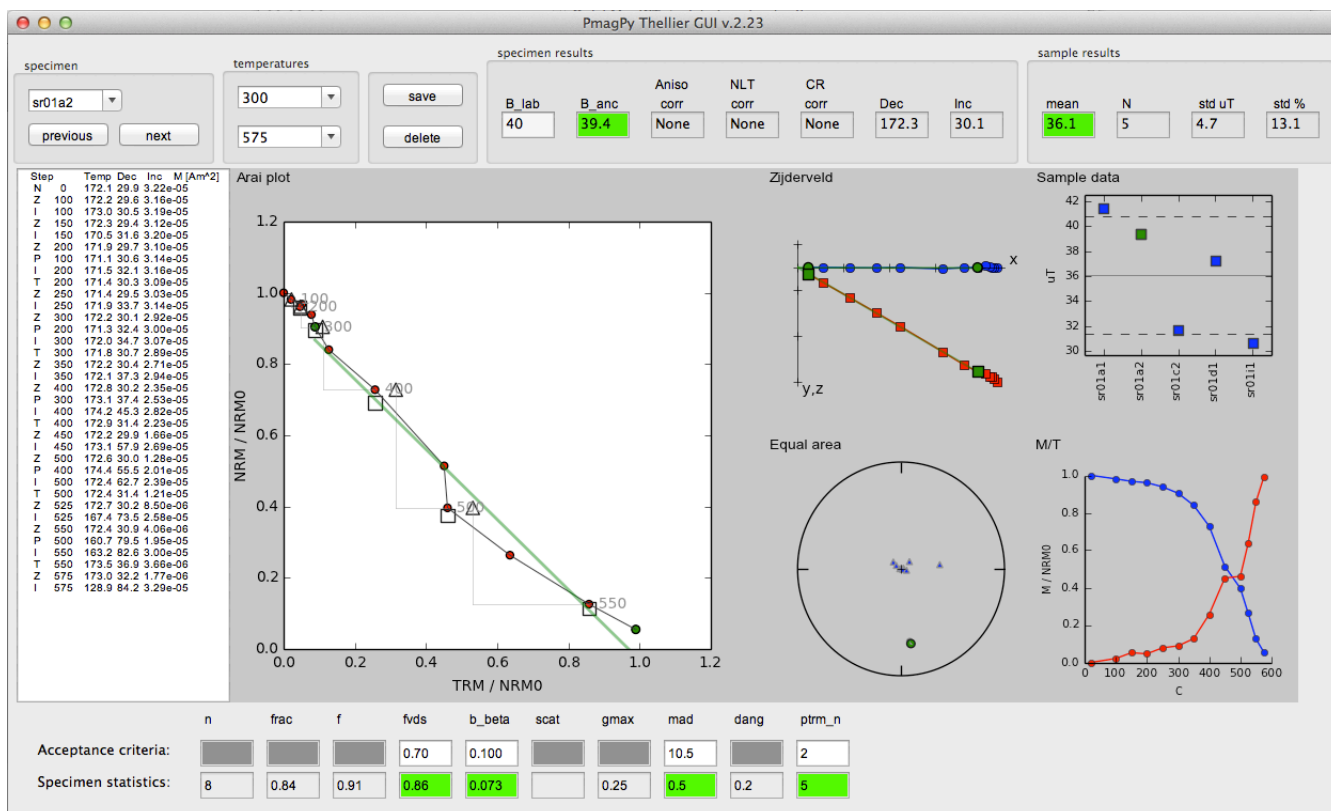 PmagPy Thellier GUI v.2.23
specimen
sr01a2
previous next
temperatures
300
575
save
delete
specimen results
Aniso NLT CR
B_lab B_anc corr corr corr Dec Inc
40 39.4 None None None 172.3 30.1
sample results
mean N std uT std %
36.1 5 4.7 13.1
Step Temp Dec Inc M [Am^2]
N 0 172.1 29.9 3.22e-05
Z 100 172.2 29.6 3.16e-05
I 100 173.0 30.5 3.19e-05
Z 150 172.3 29.4 3.12e-05
I 150 170.5 31.6 3.20e-05
Z 200 171.9 29.7 3.10e-05
P 100 171.1 30.6 3.14e-05
I 200 171.5 32.1 3.16e-05
T 200 171.4 30.3 3.09e-05
Z 250 171.4 29.5 3.03e-05
I 250 171.9 33.7 3.14e-05
Z 300 172.2 30.1 2.92e-05
P 200 171.3 32.4 3.00e-05
I 300 172.0 34.7 3.07e-05
T 300 171.8 30.7 2.89e-05
Z 350 172.2 30.4 2.71e-05
I 350 172.1 37.3 2.94e-05
Z 400 172.8 30.2 2.35e-05
P 300 173.1 37.4 2.53e-05
I 400 174.2 45.3 2.82e-05
T 400 172.9 31.4 2.23e-05
Z 450 172.2 29.9 1.66e-05
I 450 173.1 57.9 2.69e-05
Z 500 172.6 30.0 1.28e-05
P 400 174.4 55.5 2.01e-05
I 500 172.4 62.7 2.39e-05
T 500 172.4 31.4 1.21e-05
Z 525 172.7 30.2 8.50e-06
I 525 167.4 73.5 2.58e-05
Z 550 172.4 30.9 4.06e-06
P 500 160.7 79.5 1.95e-05
I 550 163.2 82.6 3.00e-05
T 550 173.5 36.9 3.66e-06
Z 575 173.0 32.2 1.77e-06
I 575 128.9 84.2 3.29e-05
Arai plot
1.2
1.0
0.8
0.6
0.4
0.2
0.0
NRM / NRM0
100
200
300
400
500
550
0.0 0.2 0.4 0.6 0.8 1.0 1.2
TRM / NRM0
Zijderveld
x
y,z
Equal area
Sample data
42
40
38
36
34
32
30
uT
sr01a1 sr01a2 sr01c2 sr01d1 sr01i1
M/T
1.0
0.8
0.6
0.4
0.2
0.0
M / NRM0
0 100 200 300 400 500 600
C
n frac f fvds b_beta scat gmax mad dang ptrm_n
Acceptance criteria: 0.70 0.100 10.5 2
Specimen statistics: 8 0.84 0.91 0.86 0.073 0.25 0.5 0.2 5